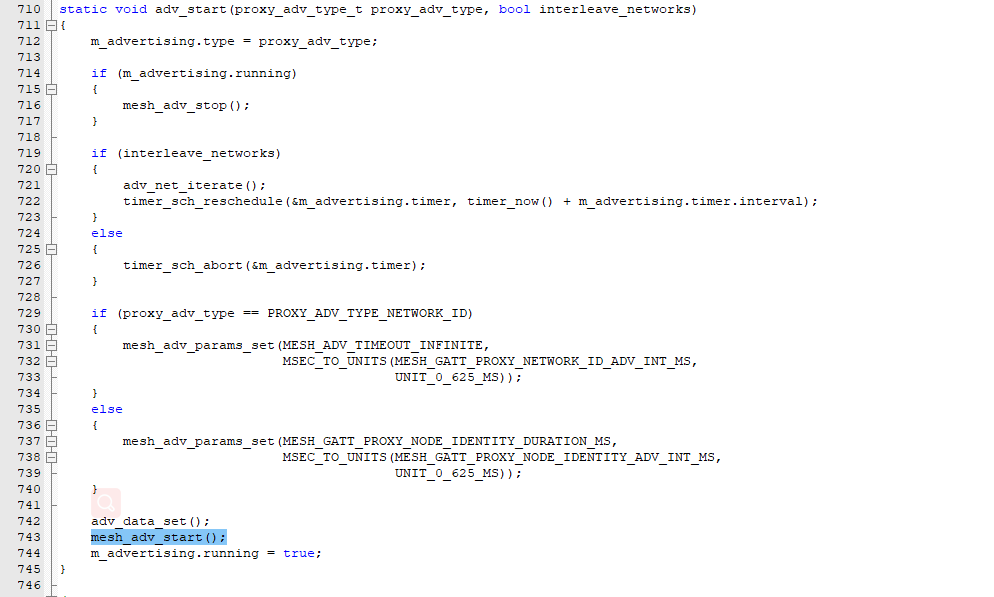 710 static void adv_start(proxy_adv_type_t proxy_adv_type, bool interleave_networks)
711 {
712     m_advertising.type = proxy_adv_type;
713
714     if (m_advertising.running)
715     {
716         mesh_adv_stop();
717     }
718
719     if (interleave_networks)
720     {
721         adv_net_iterate();
722         timer_sch_reschedule(&m_advertising.timer, timer_now() + m_advertising.timer.interval);
723     }
724     else
725     {
726         timer_sch_abort(&m_advertising.timer);
727     }
728
729     if (proxy_adv_type == PROXY_ADV_TYPE_NETWORK_ID)
730     {
731         mesh_adv_params_set(MESH_ADV_TIMEOUT_INFINITE,
732                             MSEC_TO_UNITS(MESH_GATT_PROXY_NETWORK_ID_ADV_INT_MS,
733                                           UNIT_0_625_MS));
734     }
735     else
736     {
737         mesh_adv_params_set(MESH_GATT_PROXY_NODE_IDENTITY_DURATION_MS,
738                             MSEC_TO_UNITS(MESH_GATT_PROXY_NODE_IDENTITY_ADV_INT_MS,
739                                           UNIT_0_625_MS));
740     }
741
742     adv_data_set();
743     mesh_adv_start();
744     m_advertising.running = true;
745 }
746